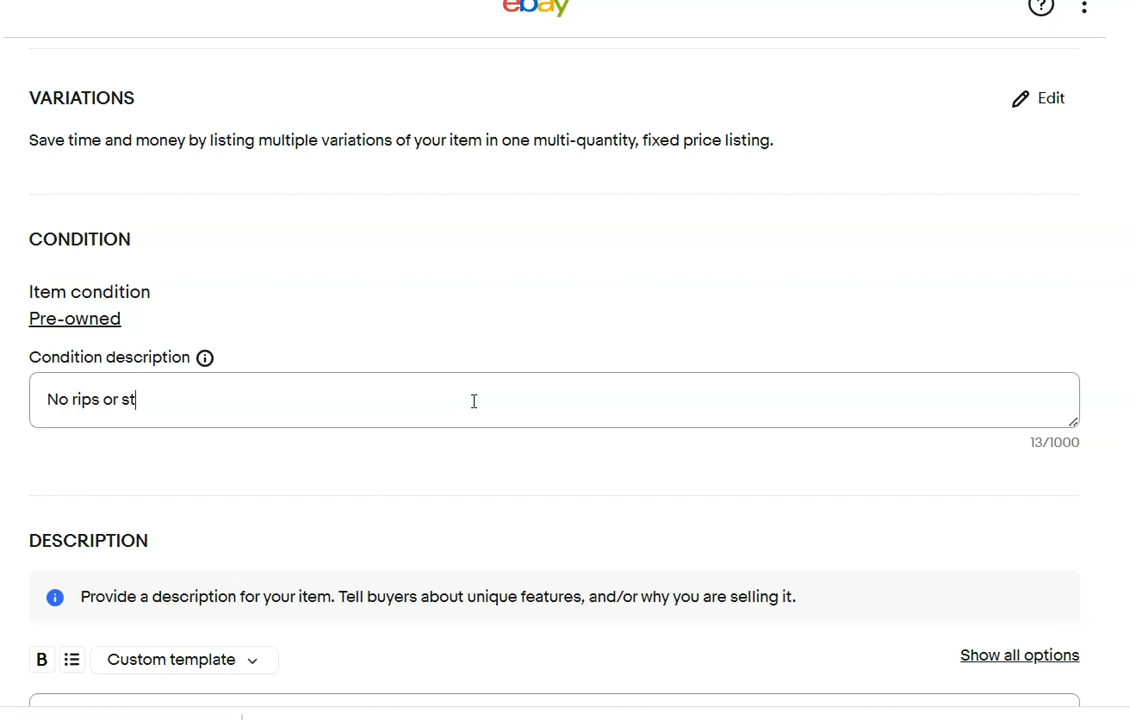 ebay
VARIATIONS
Edit
Save time and money by listing multiple variations of your item in one multi-quantity, fixed price listing.
CONDITION
Item condition
Pre-owned
Condition description
No rips or st
13/1000
DESCRIPTION
Provide a description for your item. Tell buyers about unique features, and/or why you are selling it.
B
Custom template
Show all options